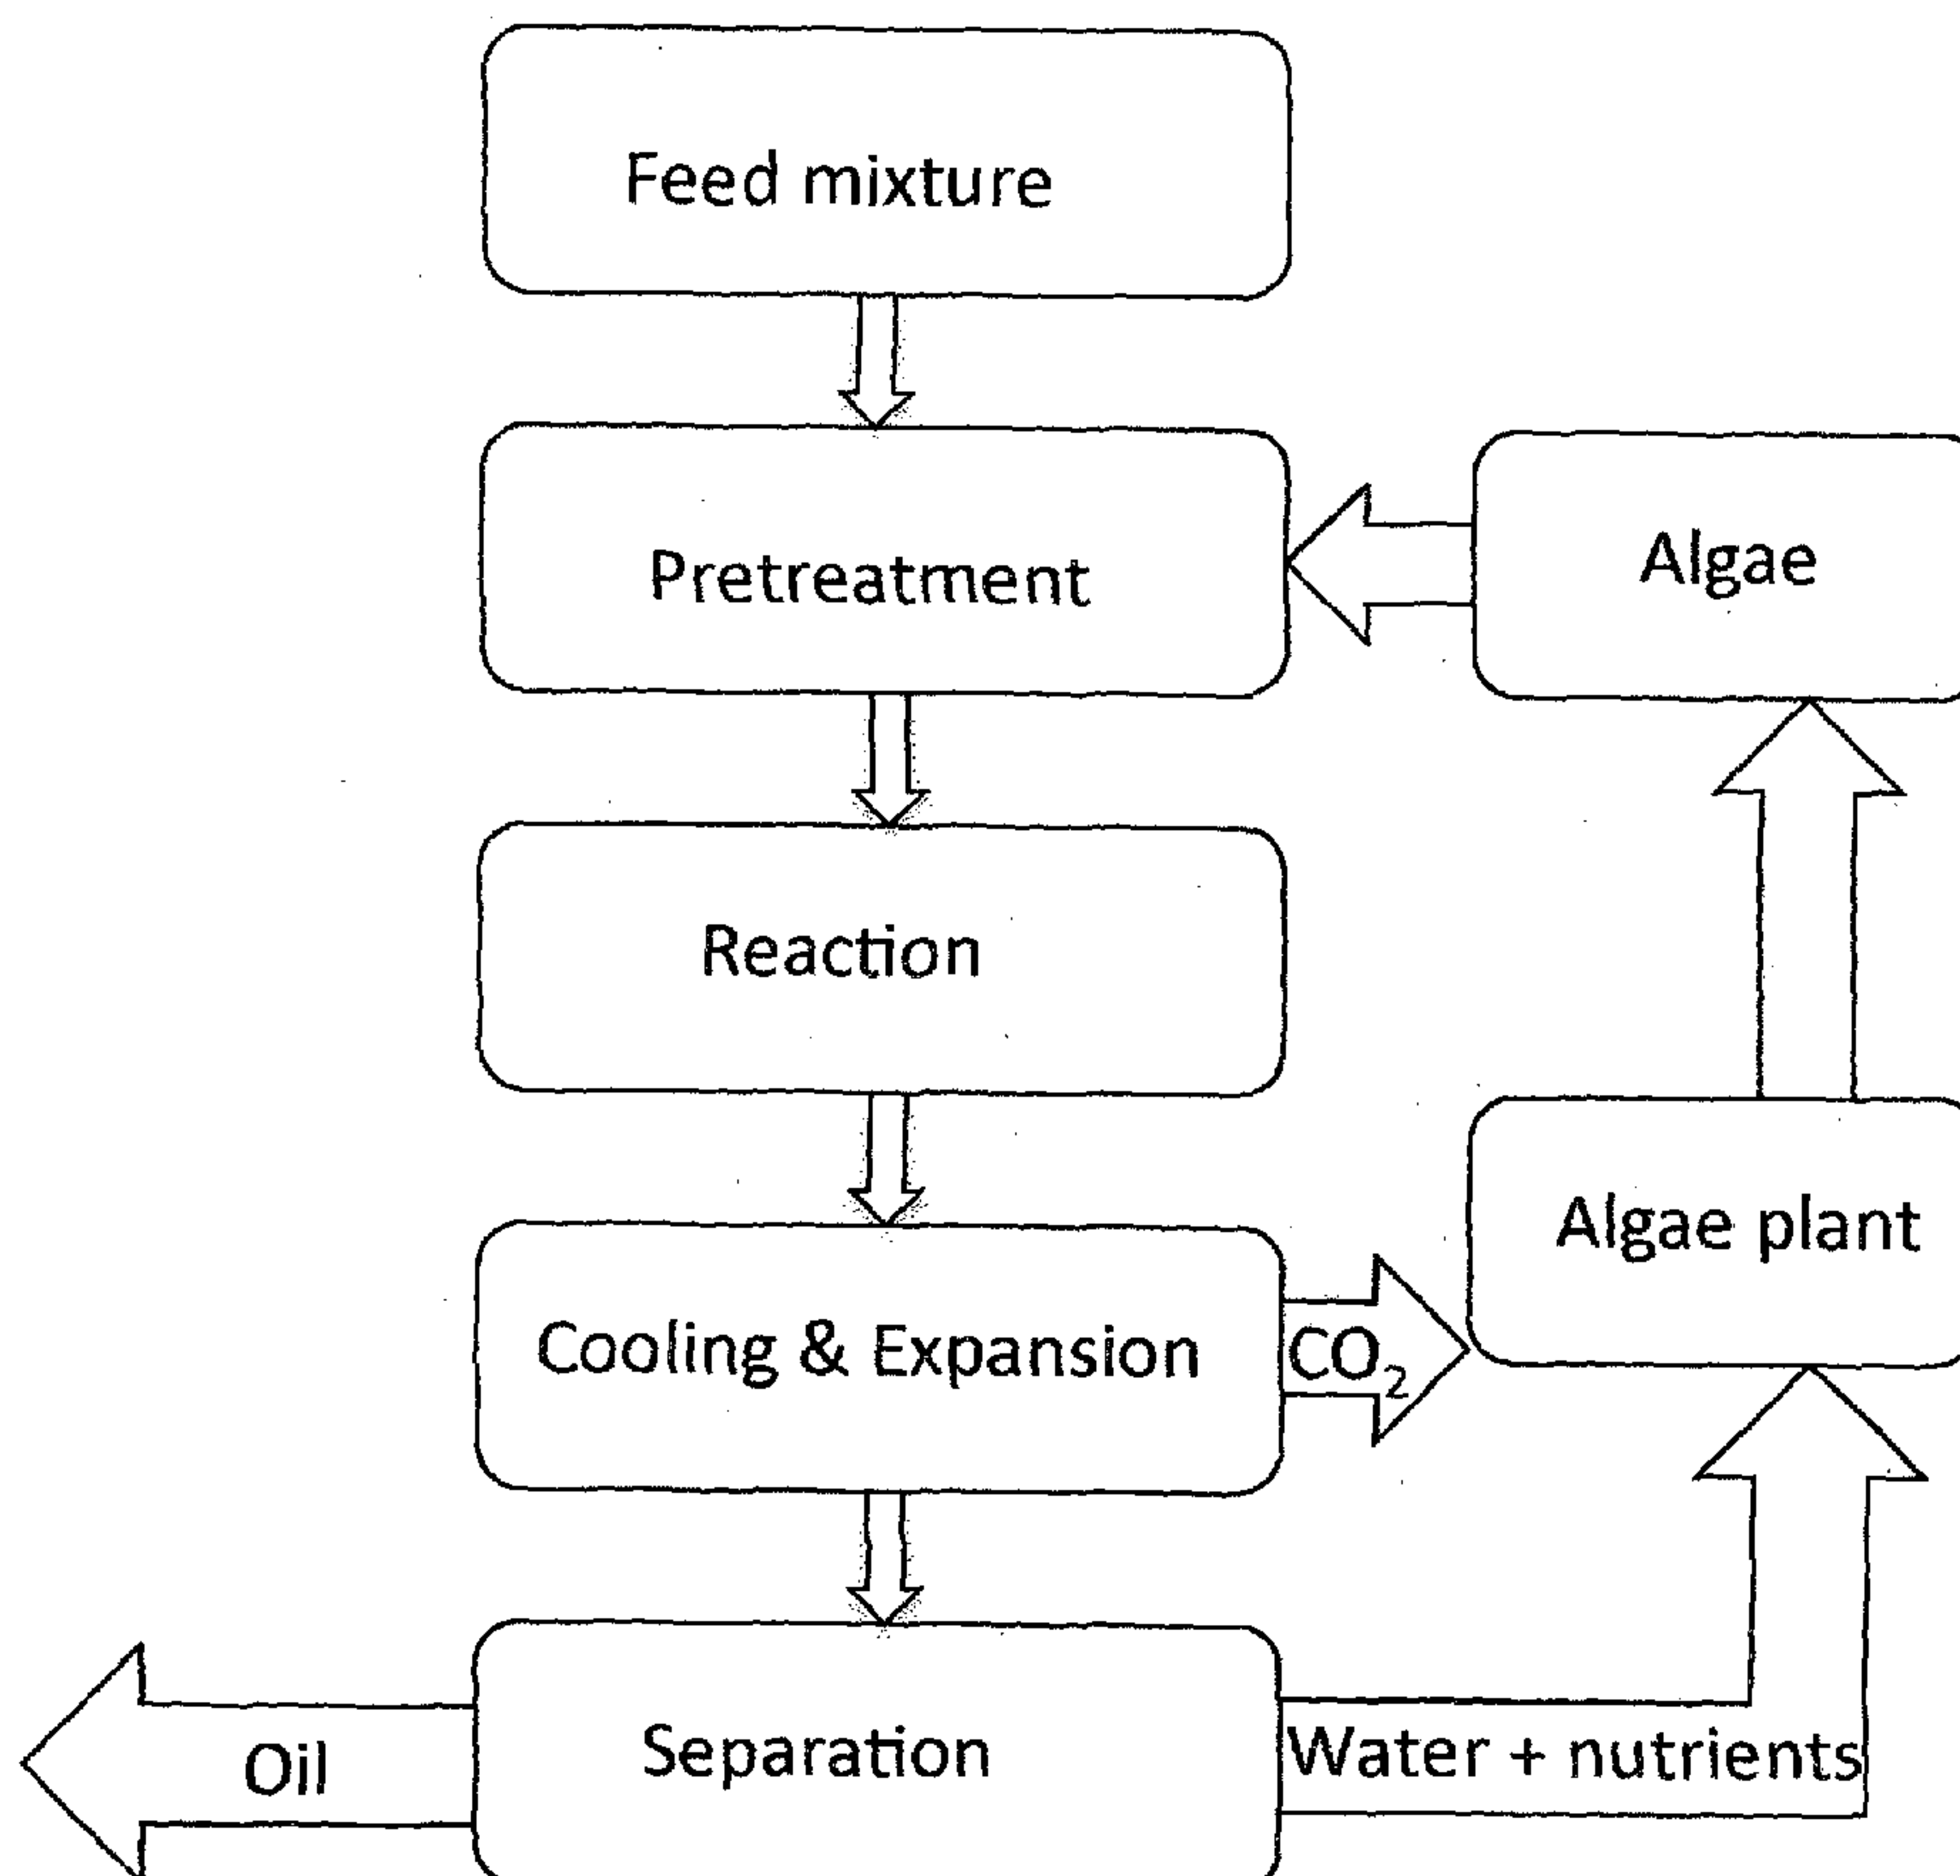 Feed mixture
Pretreatment
Algae
Reaction
Algae plant
Cooling & Expansion
CO₂
Separation
Oil
Water + nutrients